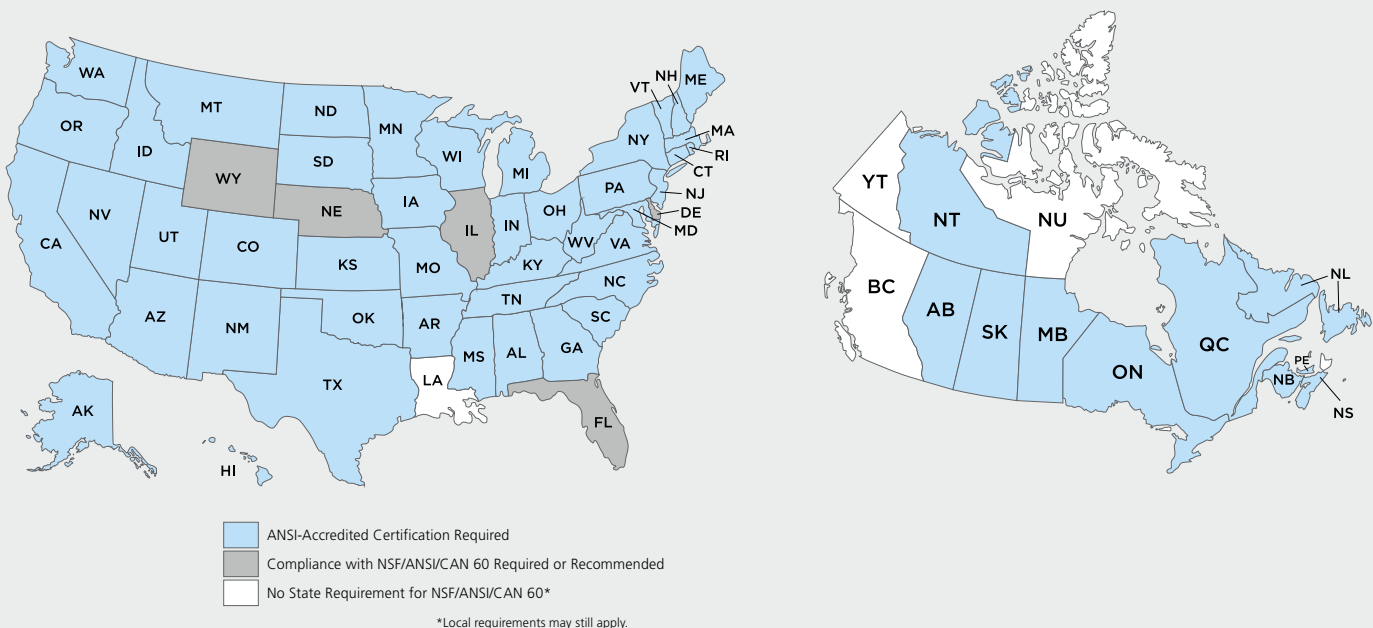 WA
MT
ND
MN
OR
ID
SD
WI
MI
NY
VT
NH
ME
MA
RI
CT
WY
NE
IA
IL
IN
OH
PA
NJ
DE
MD
NV
UT
CO
CA
KS
MO
KY
WV
VA
NC
TN
SC
AZ
NM
OK
AR
MS
AL
GA
TX
LA
FL
AK
HI
YT
NT
NU
BC
AB
SK
MB
ON
QC
NL
PE
NB
NS
ANSI-Accredited Certification Required
Compliance with NSF/ANSI/CAN 60 Required or Recommended
No State Requirement for NSF/ANSI/CAN 60*
*Local requirements may still apply.